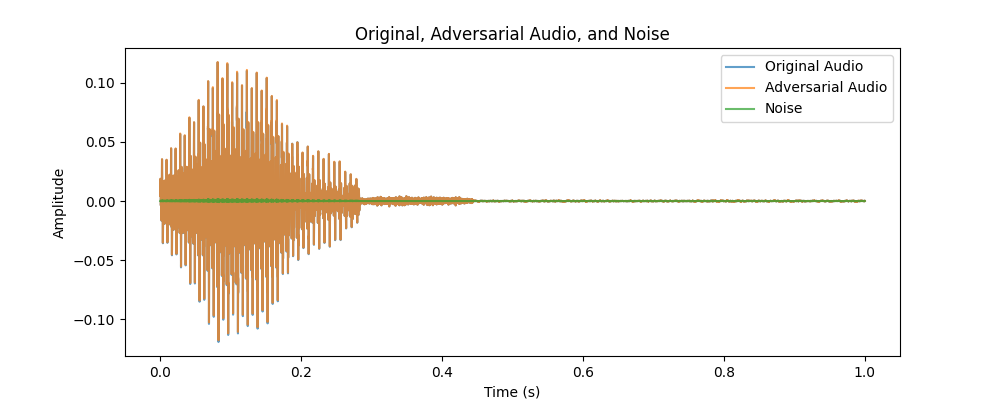 Original, Adversarial Audio, and Noise
Original Audio
Adversarial Audio
Noise
Amplitude
0.10
0.05
0.00
−0.05
−0.10
0.0
0.2
0.4
0.6
0.8
1.0
Time (s)